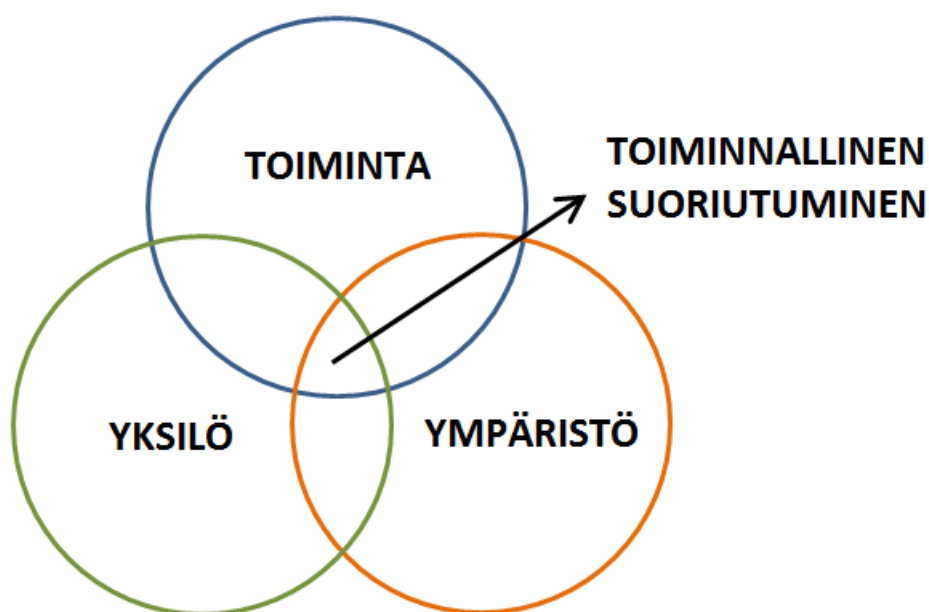 TOIMINTA
TOIMINNALLINEN
SUORIUTUMINEN
YKSILÖ
YMPÄRISTÖ